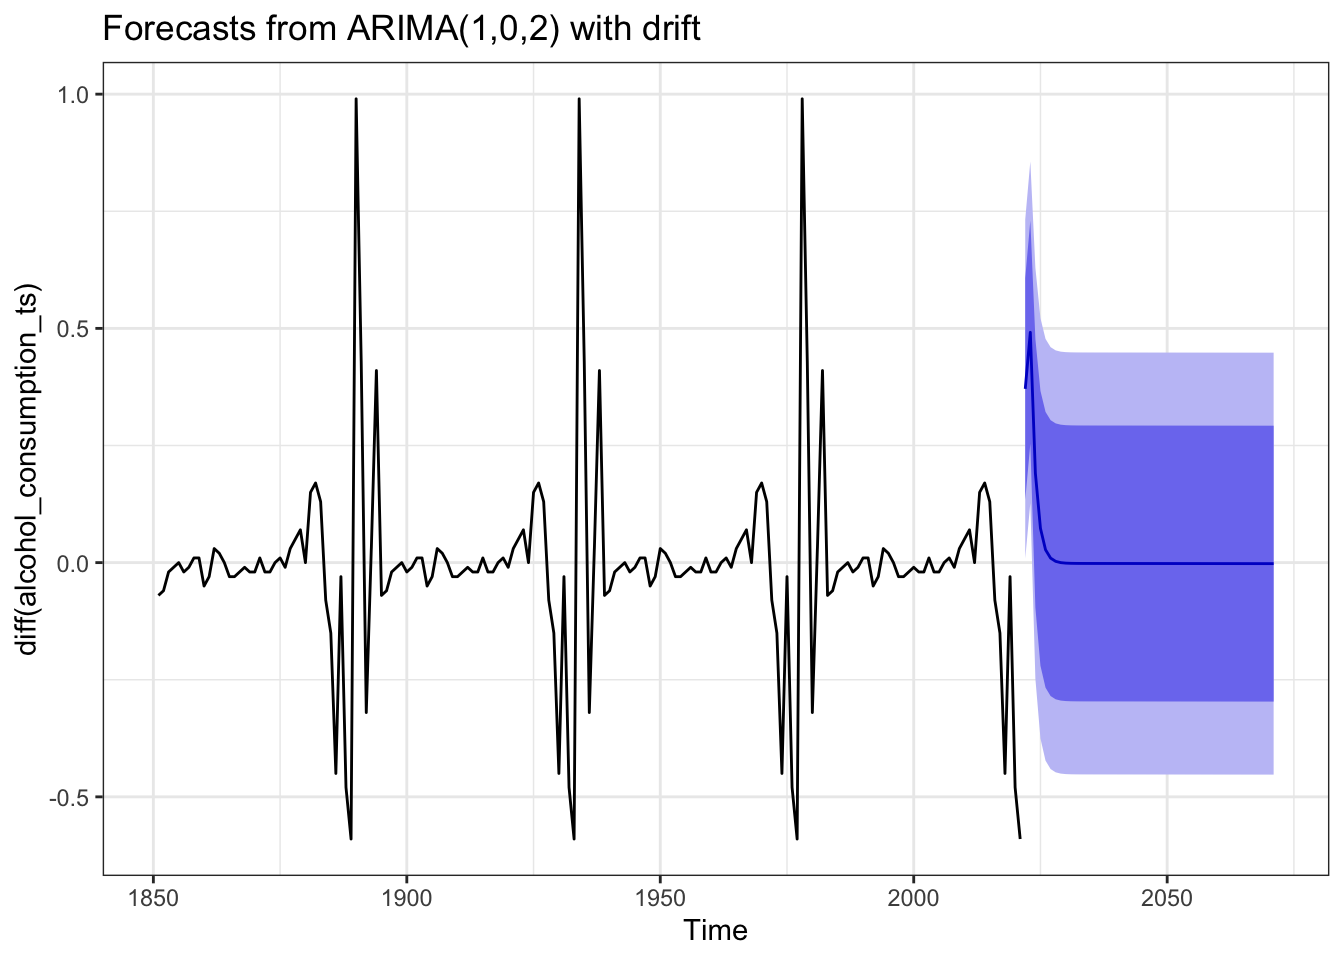 Forecasts from ARIMA(1,0,2) with drift
1.0
0.5
0.0
-0.5
diff(alcohol_consumption_ts)
1850 1900 1950 2000 2050
Time